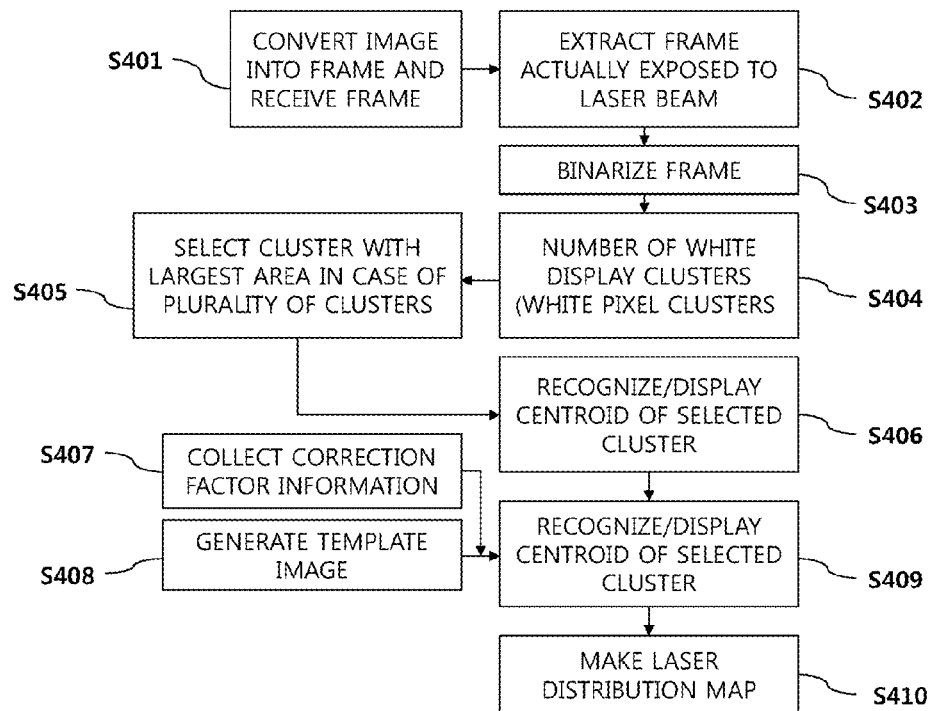 S401
CONVERT IMAGE
INTO FRAME AND
RECEIVE FRAME
EXTRACT FRAME
ACTUALLY EXPOSED TO
LASER BEAM
S402
BINARIZE FRAME
S403
SELECT CLUSTER WITH
LARGEST AREA IN CASE OF
PLURALITY OF CLUSTERS
S405
NUMBER OF WHITE
DISPLAY CLUSTERS
(WHITE PIXEL CLUSTERS
S404
RECOGNIZE/DISPLAY
CENTROID OF SELECTED
CLUSTER
S406
S407
COLLECT CORRECTION
FACTOR INFORMATION
S408
GENERATE TEMPLATE
IMAGE
RECOGNIZE/DISPLAY
CENTROID OF SELECTED
CLUSTER
S409
MAKE LASER
DISTRIBUTION MAP
S410